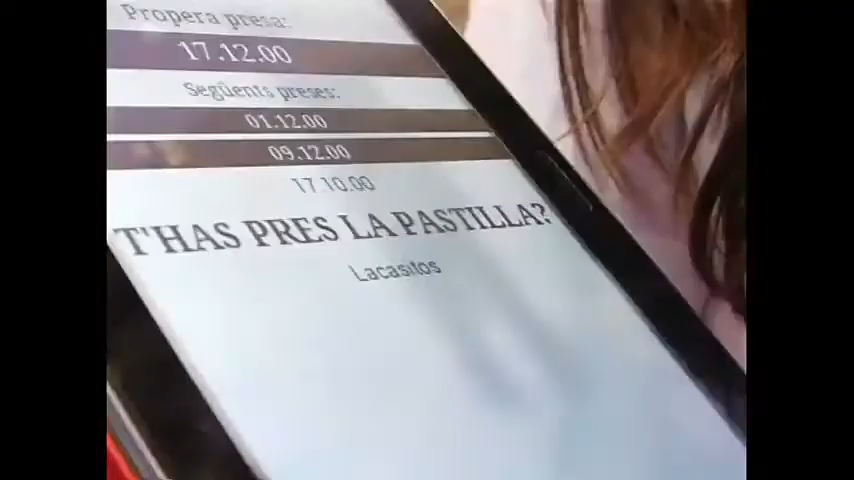 Propera presa:
17.12.00
Següents preses:
01.12.00
09.12.00
17.10.00
T'HAS PRES LA PASTILLA?
Lacasitos